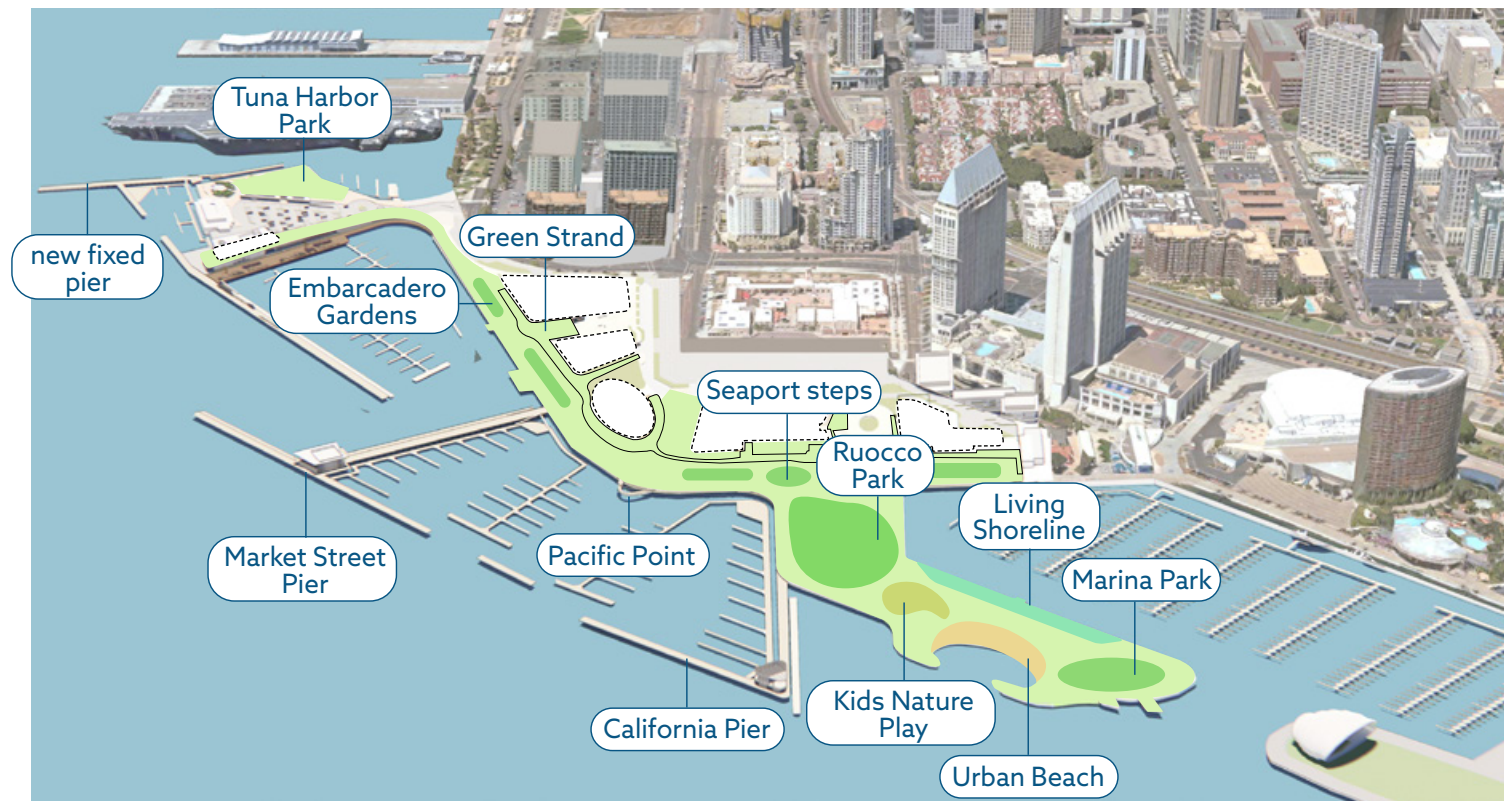 Tuna Harbor
Park
new fixed
pier
Green Strand
Embarcadero
Gardens
Seaport steps
Ruocco
Park
Living
Shoreline
Market Street
Pier
Pacific Point
Marina Park
California Pier
Kids Nature
Play
Urban Beach